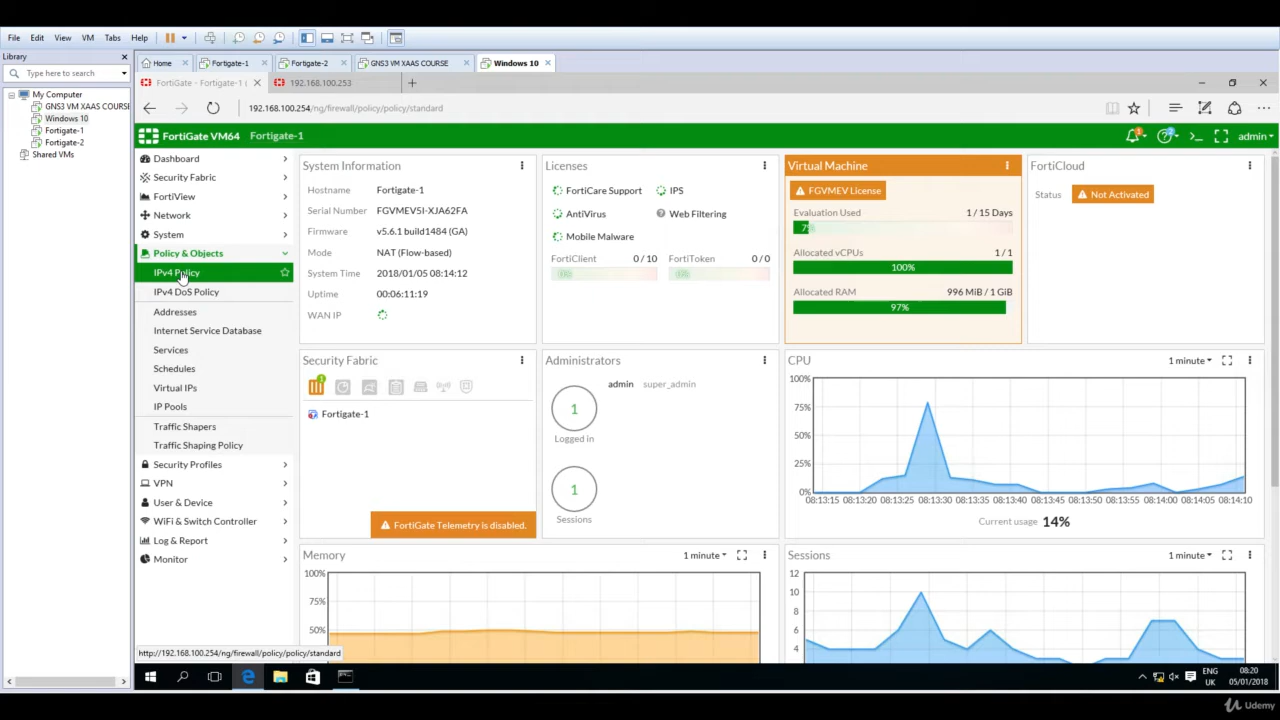 File Edit View VM Tabs Help
Library
Type here to search
My Computer
GNS3 VM XAAS COURSE
Windows 10
Fortigate-1
Fortigate-2
Shared VMs
Home Fortigate-1 Fortigate-2 GNS3 VM XAAS COURSE Windows 10
FortiGate - Fortigate-1 ( 192.168.100.253
192.168.100.254/ng/firewall/policy/policy/standard
FortiGate VM64 Fortigate-1
1 2 admin
Dashboard
Security Fabric
FortiView
Network
System
Policy & Objects
IPv4 Policy
IPv4 DoS Policy
Addresses
Internet Service Database
Services
Schedules
Virtual IPs
IP Pools
Traffic Shapers
Traffic Shaping Policy
Security Profiles
VPN
User & Device
WiFi & Switch Controller
Log & Report
Monitor
System Information
Hostname Fortigate-1
Serial Number FGVMEV5I-XJA62FA
Firmware v5.6.1 build1484 (GA)
Mode NAT (Flow-based)
System Time 2018/01/05 08:14:12
Uptime 00:06:11:19
WAN IP
Licenses
FortiCare Support IPS
AntiVirus Web Filtering
Mobile Malware
FortiClient 0 / 10 FortiToken 0 / 0
0% 0%
Virtual Machine
FGVMEV License
Evaluation Used 1 / 15 Days
7%
Allocated vCPUs 1 / 1
100%
Allocated RAM 996 MiB / 1 GiB
97%
FortiCloud
Status Not Activated
Security Fabric
1
Fortigate-1
FortiGate Telemetry is disabled.
Administrators
1 admin super_admin
Logged in
1
Sessions
CPU 1 minute
100%
75%
50%
25%
0%
08:13:15 08:13:20 08:13:25 08:13:30 08:13:35 08:13:40 08:13:45 08:13:50 08:13:55 08:14:00 08:14:05 08:14:10
Current usage 14%
Memory 1 minute
100%
75%
50%
Sessions 1 minute
12
10
8
6
4
http://192.168.100.254/ng/firewall/policy/policy/standard
ENG
UK
08:20
05/01/2018
Udemy